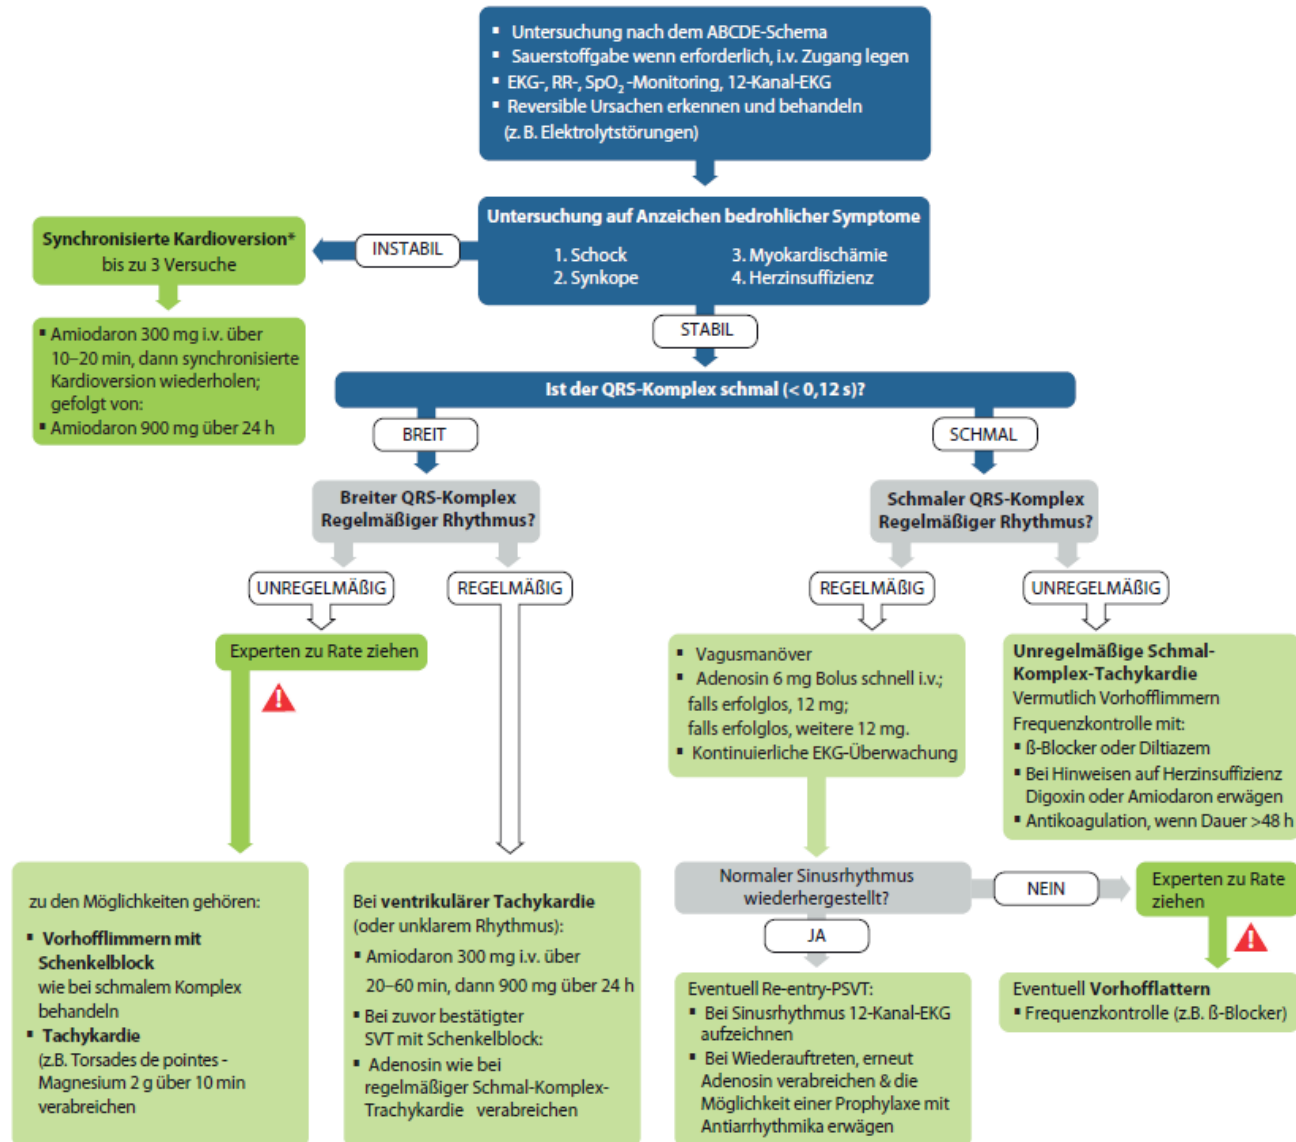 ▪ Untersuchung nach dem ABCDE-Schema
▪ Sauerstoffgabe wenn erforderlich, i.v. Zugang legen
▪ EKG-, RR-, SpO₂ -Monitoring, 12-Kanal-EKG
▪ Reversible Ursachen erkennen und behandeln
(z. B. Elektrolytstörungen)
Untersuchung auf Anzeichen bedrohlicher Symptome
1. Schock
2. Synkope
3. Myokardischämie
4. Herzinsuffizienz
INSTABIL
Synchronisierte Kardioversion*
bis zu 3 Versuche
▪ Amiodaron 300 mg i.v. über
10–20 min, dann synchronisierte
Kardioversion wiederholen;
gefolgt von:
▪ Amiodaron 900 mg über 24 h
STABIL
Ist der QRS-Komplex schmal (< 0,12 s)?
BREIT
SCHMAL
Breiter QRS-Komplex
Regelmäßiger Rhythmus?
Schmaler QRS-Komplex
Regelmäßiger Rhythmus?
UNREGELMÄßIG
REGELMÄßIG
REGELMÄßIG
UNREGELMÄßIG
Experten zu Rate ziehen
!
▪ Vagusmanöver
▪ Adenosin 6 mg Bolus schnell i.v.;
falls erfolglos, 12 mg;
falls erfolglos, weitere 12 mg.
▪ Kontinuierliche EKG-Überwachung
Unregelmäßige Schmal-
Komplex-Tachykardie
Vermutlich Vorhofflimmern
Frequenzkontrolle mit:
▪ ß-Blocker oder Diltiazem
▪ Bei Hinweisen auf Herzinsuffizienz
Digoxin oder Amiodaron erwägen
▪ Antikoagulation, wenn Dauer >48 h
zu den Möglichkeiten gehören:
▪ Vorhofflimmern mit
Schenkelblock
wie bei schmalem Komplex
behandeln
▪ Tachykardie
(z.B. Torsades de pointes -
Magnesium 2 g über 10 min
verabreichen
Bei ventrikulärer Tachykardie
(oder unklarem Rhythmus):
▪ Amiodaron 300 mg i.v. über
20–60 min, dann 900 mg über 24 h
▪ Bei zuvor bestätigter
SVT mit Schenkelblock:
▪ Adenosin wie bei
regelmäßiger Schmal-Komplex-
Trachykardie verabreichen
Normaler Sinusrhythmus
wiederhergestellt?
NEIN
Experten zu Rate
ziehen
!
JA
Eventuell Re-entry-PSVT:
▪ Bei Sinusrhythmus 12-Kanal-EKG
aufzeichnen
▪ Bei Wiederauftreten, erneut
Adenosin verabreichen & die
Möglichkeit einer Prophylaxe mit
Antiarrhythmika erwägen
Eventuell Vorhofflattern
▪ Frequenzkontrolle (z.B. ß-Blocker)